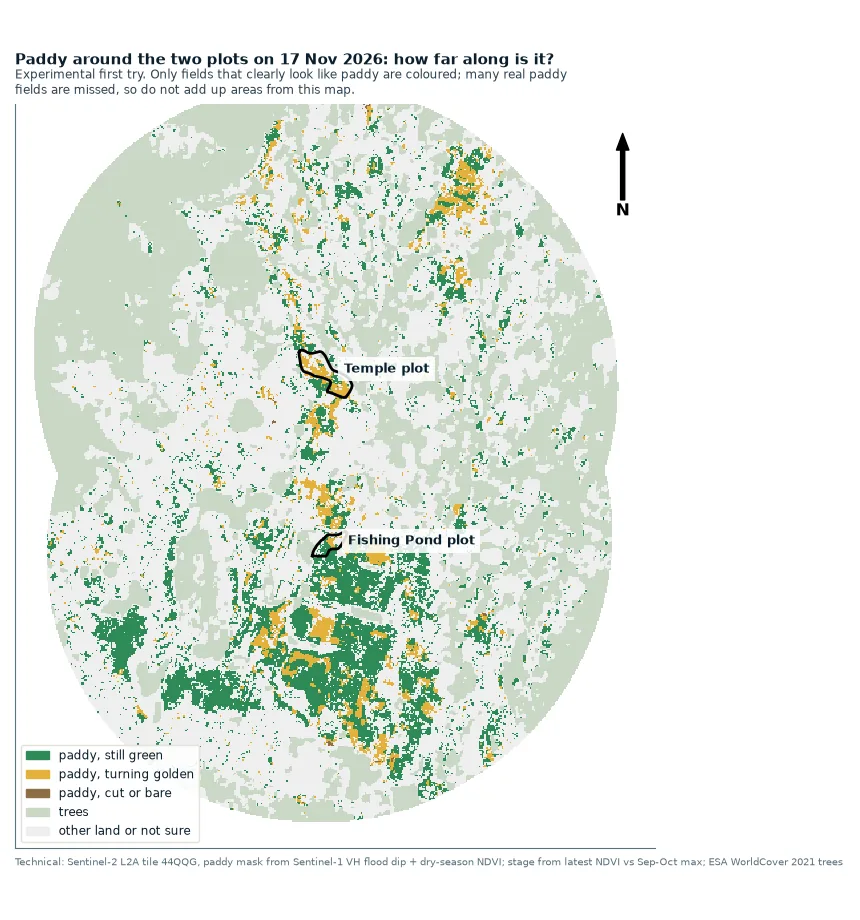 Paddy around the two plots on 17 Nov 2026: how far along is it?
Experimental first try. Only fields that clearly look like paddy are coloured; many real paddy
fields are missed, so do not add up areas from this map.
N
Temple plot
Fishing Pond plot
paddy, still green
paddy, turning golden
paddy, cut or bare
trees
other land or not sure
Technical: Sentinel-2 L2A tile 44QQG, paddy mask from Sentinel-1 VH flood dip + dry-season NDVI; stage from latest NDVI vs Sep-Oct max; ESA WorldCover 2021 trees